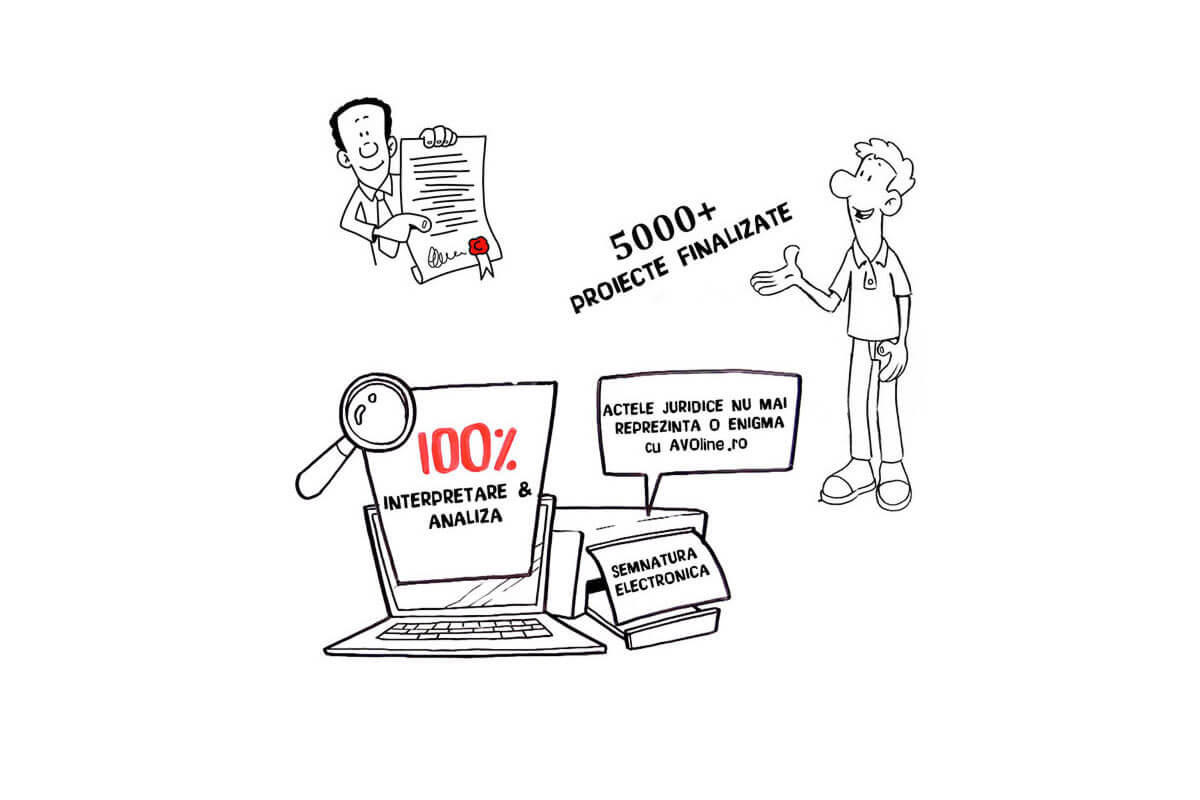 5000+
PROIECTE FINALIZATE
C
ACTELE JURIDICE NU MAI
REPREZINTA O ENIGMA
cu AVOline.ro
100%
INTERPRETARE &
ANALIZA
SEMNATURA
ELECTRONICA